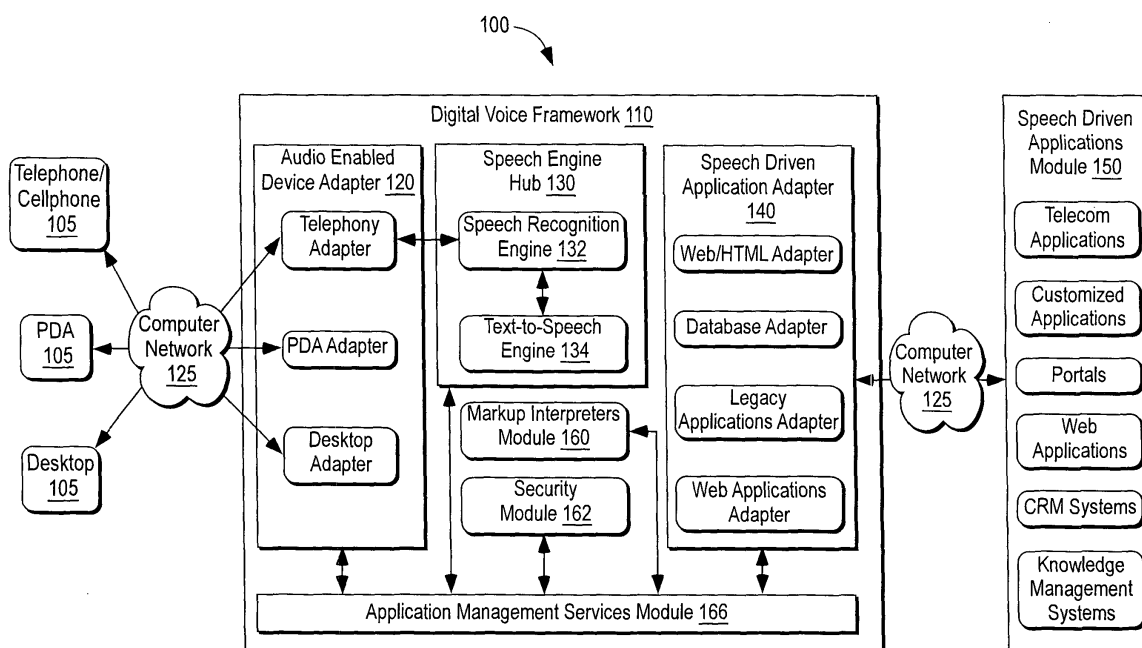 100
Digital Voice Framework 110
Telephone/
Cellphone
105
PDA
105
Desktop
105
Computer
Network
125
Audio Enabled
Device Adapter 120
Telephony
Adapter
PDA Adapter
Desktop
Adapter
Speech Engine
Hub 130
Speech Recognition
Engine 132
Text-to-Speech
Engine 134
Markup Interpreters
Module 160
Security
Module 162
Speech Driven
Application Adapter
140
Web/HTML Adapter
Database Adapter
Legacy
Applications Adapter
Web Applications
Adapter
Application Management Services Module 166
Computer
Network
125
Speech Driven
Applications
Module 150
Telecom
Applications
Customized
Applications
Portals
Web
Applications
CRM Systems
Knowledge
Management
Systems